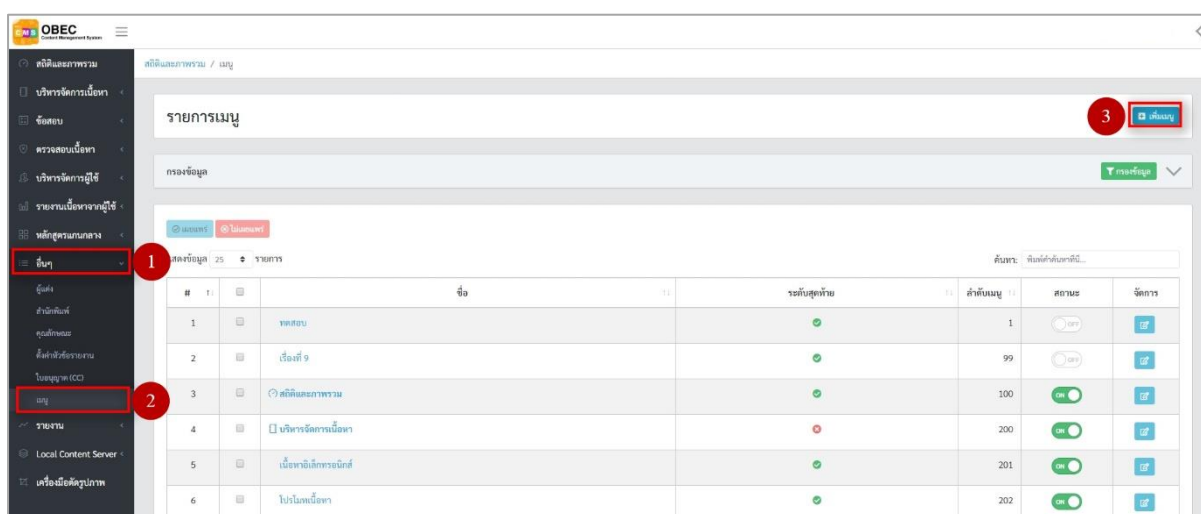 CMS OBEC
Content Management System
สถิติและภาพรวม
บริหารจัดการเนื้อหา
ข้อสอบ
ตรวจสอบเนื้อหา
บริหารจัดการผู้ใช้
รายงานเนื้อหาจากผู้ใช้
หลักสูตรแกนกลาง
อื่นๆ
1
ผู้แต่ง
สำนักพิมพ์
คุณลักษณะ
ตั้งค่าหัวข้อรายงาน
ใบอนุญาต (CC)
เมนู
2
รายงาน
Local Content Server
เครื่องมือตัดรูปภาพ
สถิติและภาพรวม / เมนู
รายการเมนู
3
เพิ่มเมนู
กรองข้อมูล
กรองข้อมูล
เผยแพร่ ไม่เผยแพร่
แสดงข้อมูล 25 รายการ
ค้นหา: พิมพ์คำค้นหาที่นี่...
# ชื่อ ระดับสุดท้าย ลำดับเมนู สถานะ จัดการ
1 ทดสอบ 1 OFF
2 เรื่องที่ 9 99 OFF
3 สถิติและภาพรวม 100 ON
4 บริหารจัดการเนื้อหา 200 ON
5 เนื้อหาอิเล็กทรอนิกส์ 201 ON
6 โปรโมทเนื้อหา 202 ON